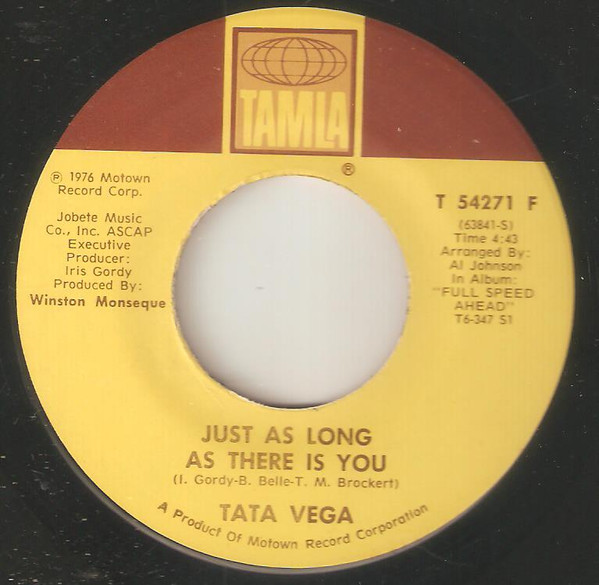 TAMLA
®
℗ 1976 Motown
Record Corp.
Jobete Music
Co., Inc. ASCAP
Executive
Producer:
Iris Gordy
Produced By:
Winston Monseque
T 54271 F
(63841-S)
Time 4:43
Arranged By:
Al Johnson
In Album:
"FULL SPEED
AHEAD"
T6-347 S1
JUST AS LONG
AS THERE IS YOU
(I. Gordy-B. Belle-T. M. Brockert)
TATA VEGA
A Product Of Motown Record Corporation